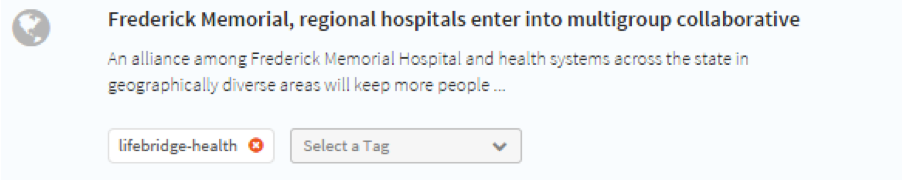 Frederick Memorial, regional hospitals enter into multigroup collaborative
An alliance among Frederick Memorial Hospital and health systems across the state in
geographically diverse areas will keep more people ...
lifebridge-health Select a Tag